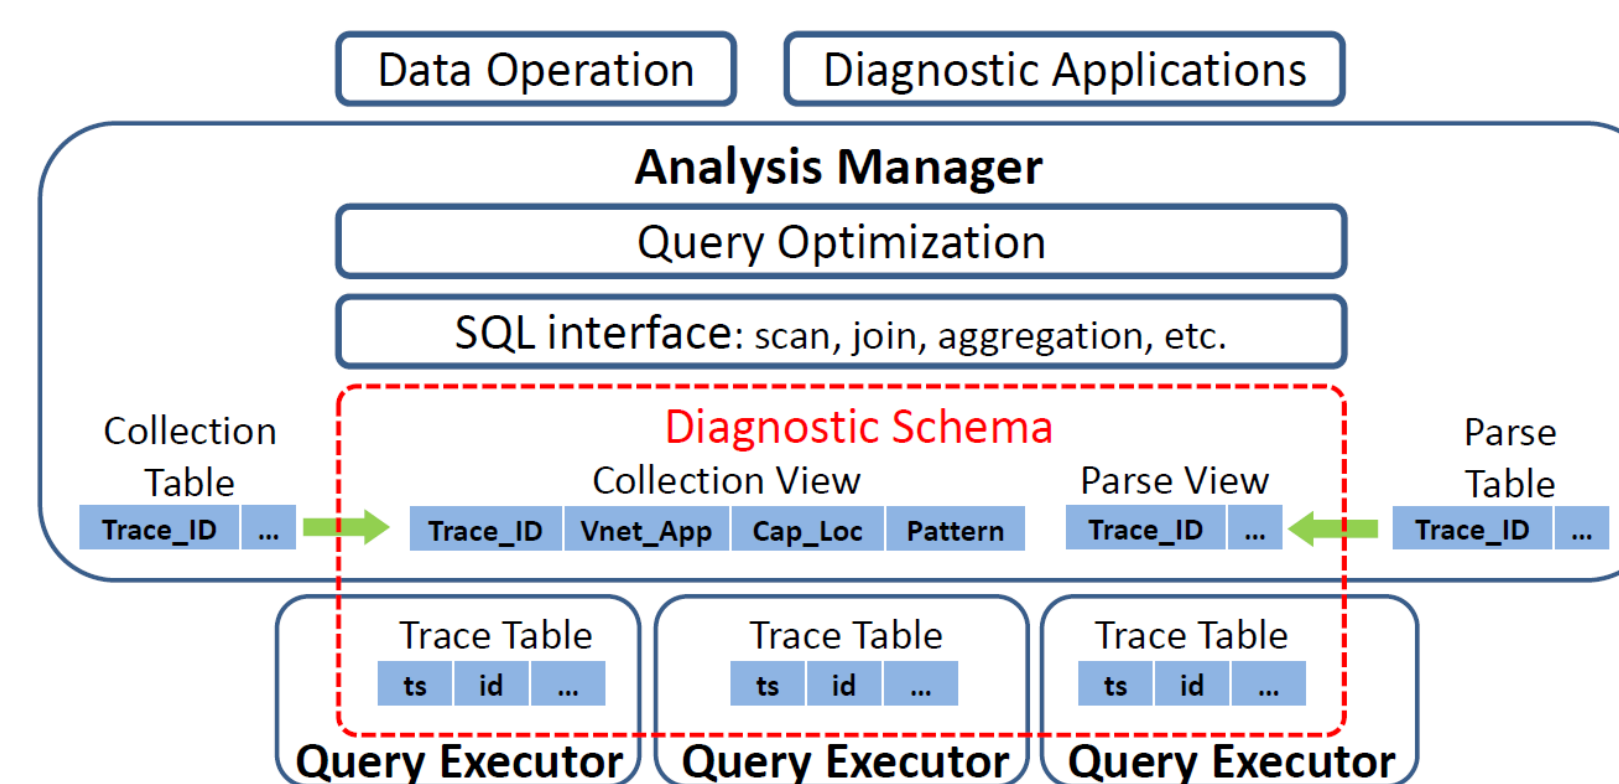 Data Operation
Diagnostic Applications
Analysis Manager
Query Optimization
SQL interface: scan, join, aggregation, etc.
Diagnostic Schema
Collection
Table
Trace_ID ...
Collection View
Trace_ID Vnet_App Cap_Loc Pattern
Parse View
Trace_ID ...
Parse
Table
Trace_ID ...
Trace Table
ts id ...
Query Executor
Trace Table
ts id ...
Query Executor
Trace Table
ts id ...
Query Executor